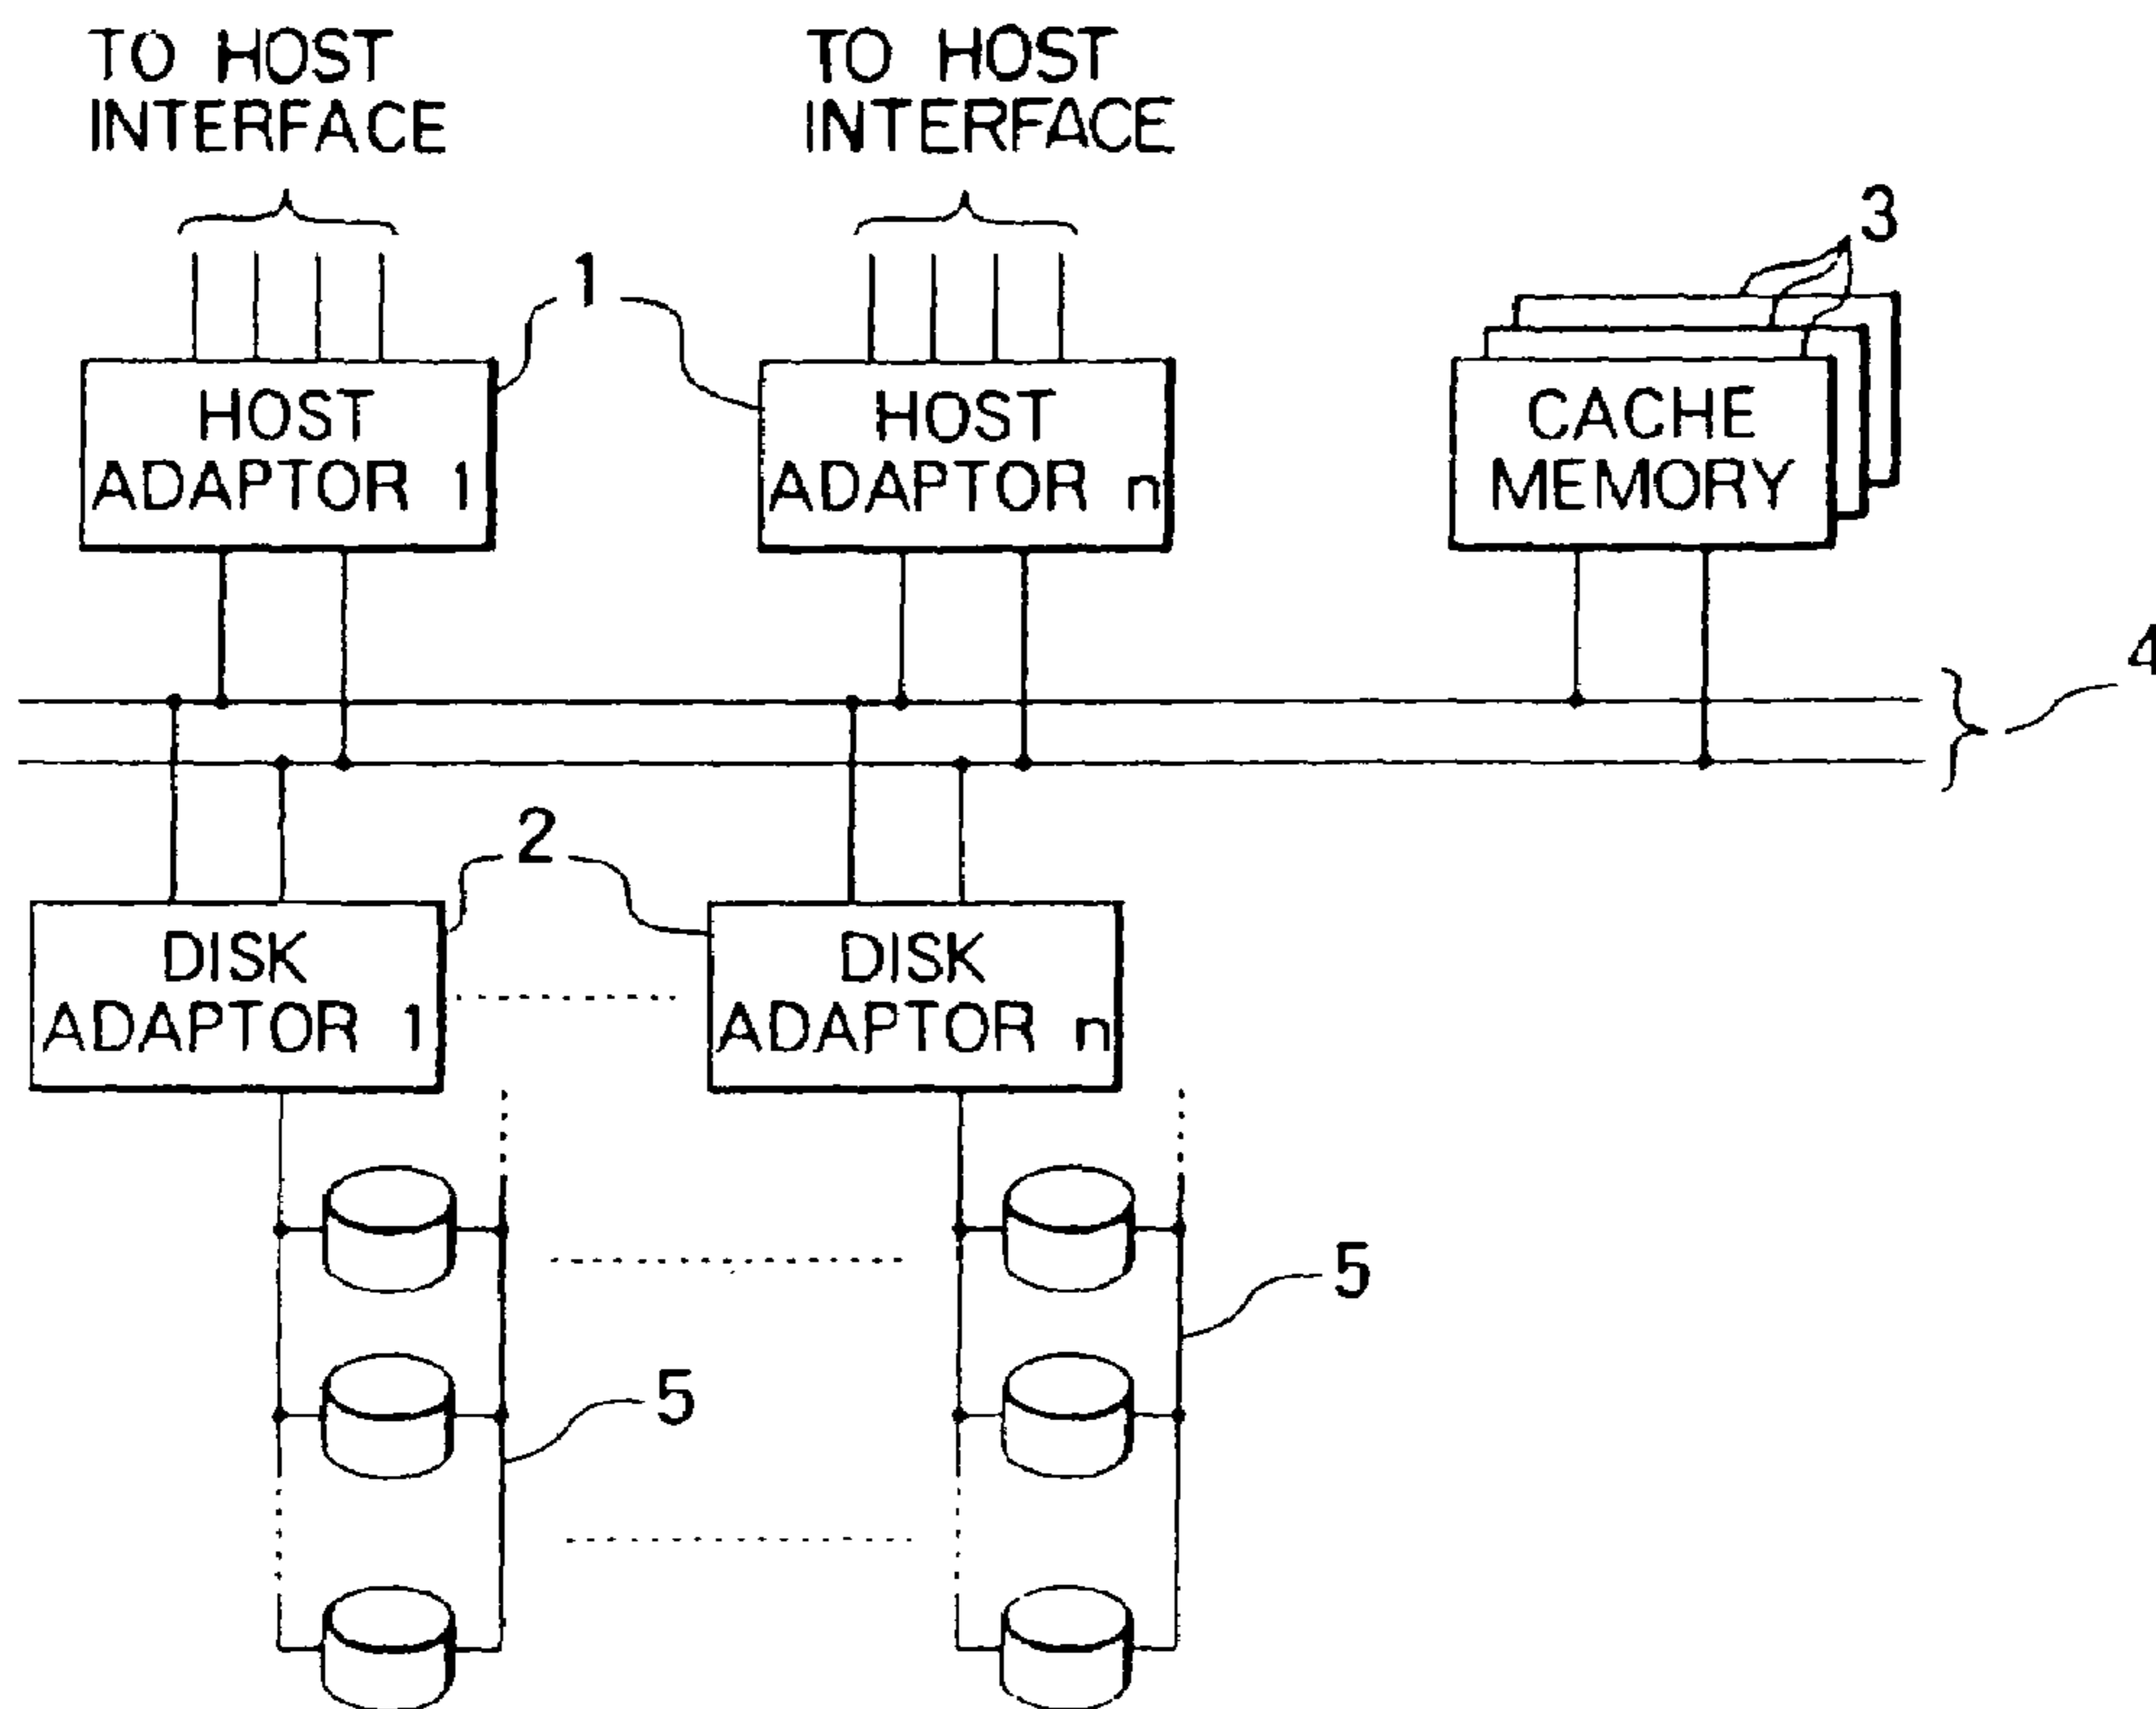 TO HOST
INTERFACE
TO HOST
INTERFACE
3
1
HOST
ADAPTOR 1
HOST
ADAPTOR n
CACHE
MEMORY
4
2
DISK
ADAPTOR 1
DISK
ADAPTOR n
5
5